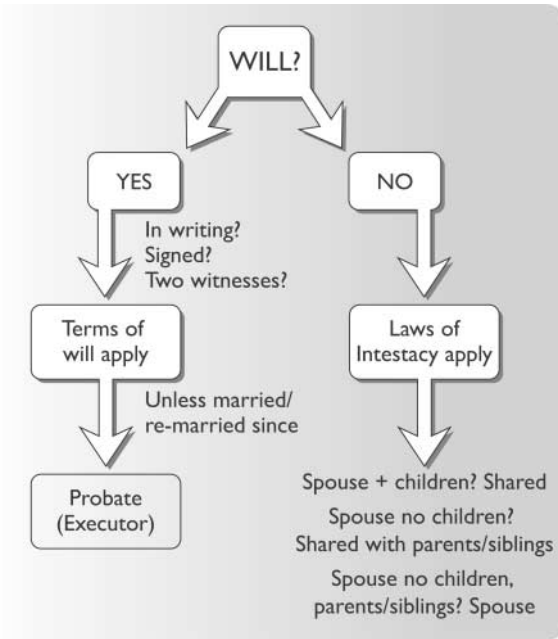 WILL?
YES
NO
In writing?
Signed?
Two witnesses?
Terms of
will apply
Laws of
Intestacy apply
Unless married/
re-married since
Probate
(Executor)
Spouse + children? Shared
Spouse no children?
Shared with parents/siblings
Spouse no children,
parents/siblings? Spouse